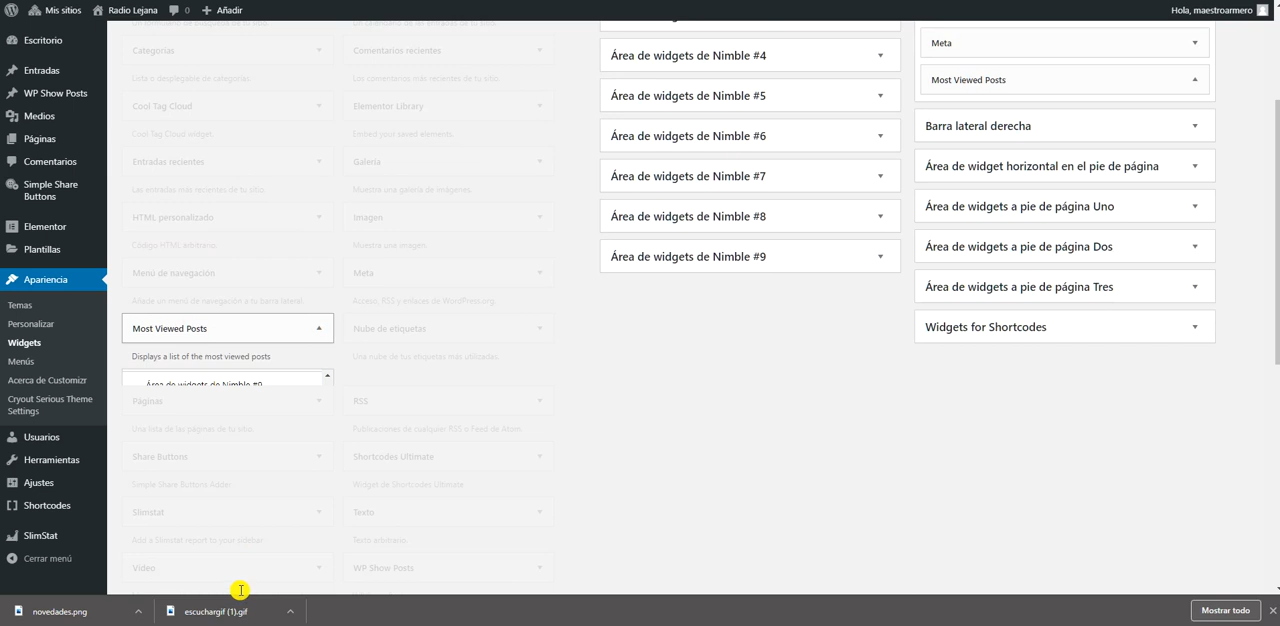 Mis sitios
Radio Lejana
0
Añadir
Hola, maestroarmero
Escritorio
Entradas
WP Show Posts
Medios
Páginas
Comentarios
Simple Share
Buttons
Elementor
Plantillas
Apariencia
Temas
Personalizar
Widgets
Menús
Acerca de Customizr
Cryout Serious Theme
Settings
Usuarios
Herramientas
Ajustes
Shortcodes
SlimStat
Cerrar menú
Categorías
Comentarios recientes
Lista o desplegable de categorías.
Los comentarios más recientes de tu sitio.
Cool Tag Cloud
Elementor Library
Cool Tag Cloud widget.
Embed your saved elements.
Entradas recientes
Galería
Las entradas más recientes de tu sitio.
Muestra una galería de imágenes.
HTML personalizado
Imagen
Código HTML arbitrario.
Muestra una imagen.
Menú de navegación
Meta
Añade un menú de navegación a tu barra lateral.
Acceso, RSS y enlaces de WordPress.org.
Most Viewed Posts
Nube de etiquetas
Displays a list of the most viewed posts
Una nube de tus etiquetas más utilizadas.
Área de widgets de Nimble #9
Páginas
RSS
Una lista de las páginas de tu sitio.
Publicaciones de cualquier RSS o Feed de Atom.
Share Buttons
Shortcodes Ultimate
Simple Share Buttons Adder
Widget de Shortcodes Ultimate
Slimstat
Texto
Add a Slimstat report to your sidebar
Texto arbitrario.
Video
WP Show Posts
Área de widgets de Nimble #4
Área de widgets de Nimble #5
Área de widgets de Nimble #6
Área de widgets de Nimble #7
Área de widgets de Nimble #8
Área de widgets de Nimble #9
Meta
Most Viewed Posts
Barra lateral derecha
Área de widget horizontal en el pie de página
Área de widgets a pie de página Uno
Área de widgets a pie de página Dos
Área de widgets a pie de página Tres
Widgets for Shortcodes
novedades.png
escuchargif (1).gif
Mostrar todo